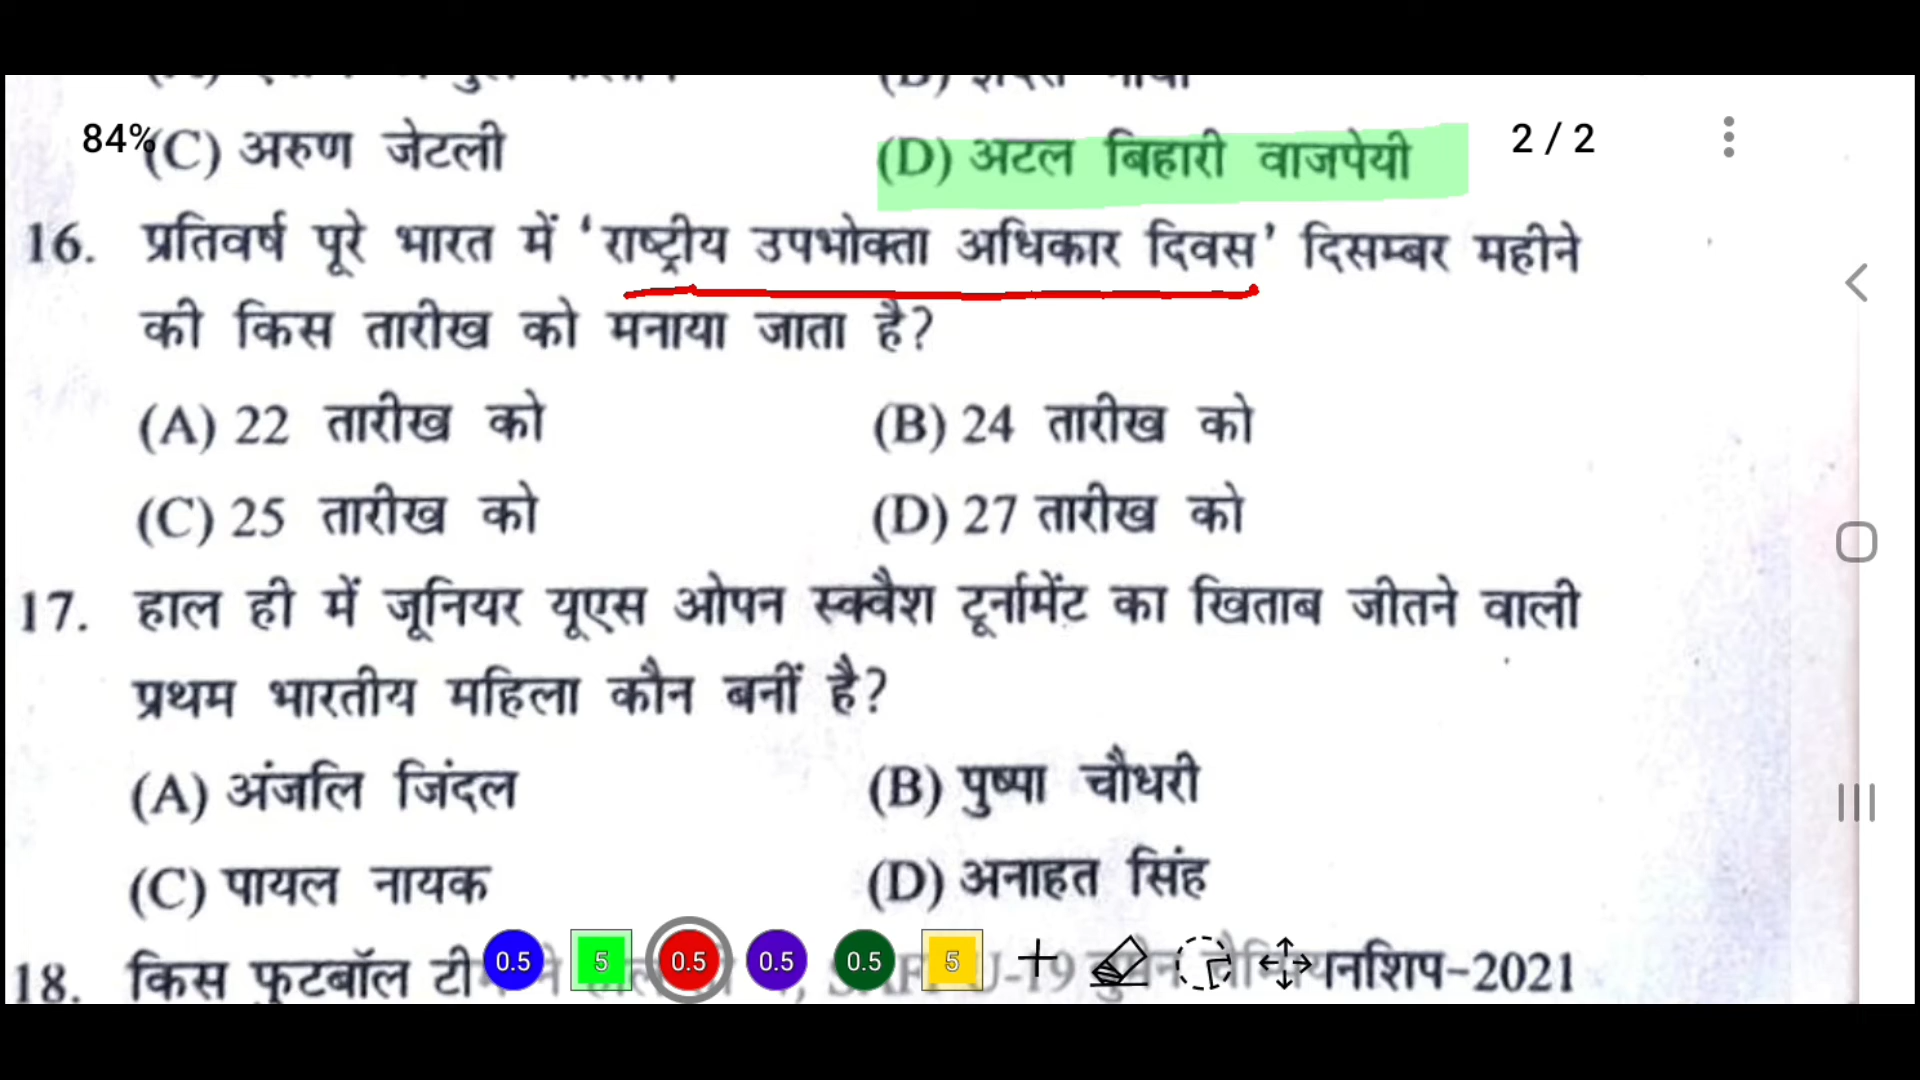 84%
(C) अरुण जेटली (D) अटल बिहारी वाजपेयी 2 / 2
16. प्रतिवर्ष पूरे भारत में ‘राष्ट्रीय उपभोक्ता अधिकार दिवस’ दिसम्बर महीने
की किस तारीख को मनाया जाता है?
(A) 22 तारीख को (B) 24 तारीख को
(C) 25 तारीख को (D) 27 तारीख को
17. हाल ही में जूनियर यूएस ओपन स्क्वैश टूर्नामेंट का खिताब जीतने वाली
प्रथम भारतीय महिला कौन बनीं है?
(A) अंजलि जिंदल (B) पुष्पा चौधरी
(C) पायल नायक (D) अनाहत सिंह
18. किस फुटबॉल U-19 -2021
0.5 5 0.5 0.5 0.5 5